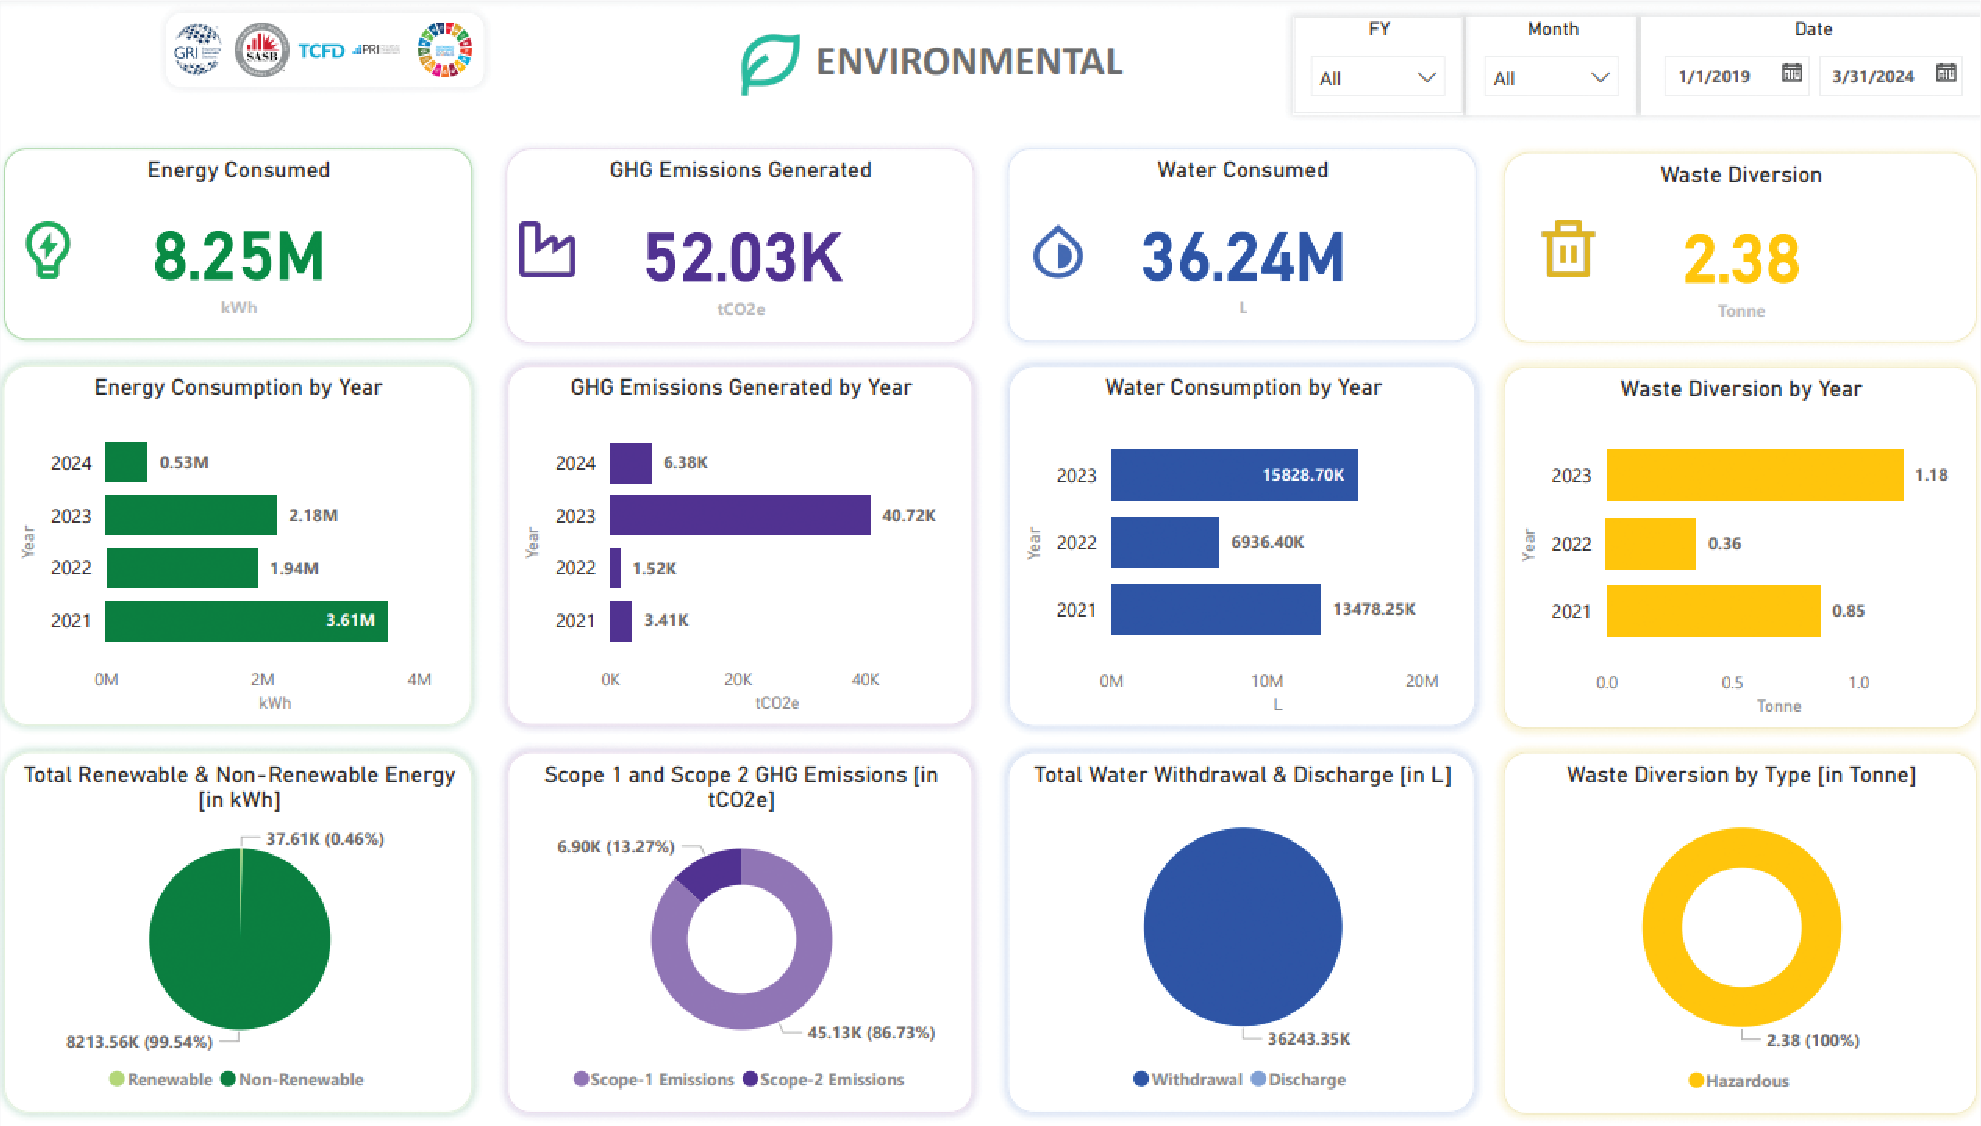 GRI
SASB
TCFD
PRI
ENVIRONMENTAL
FY
All
Month
All
Date
1/1/2019
3/31/2024
Energy Consumed
8.25M
kWh
GHG Emissions Generated
52.03K
tCO2e
Water Consumed
36.24M
L
Waste Diversion
2.38
Tonne
Energy Consumption by Year
Year
2024
0.53M
2023
2.18M
2022
1.94M
2021
3.61M
0M 2M 4M
kWh
GHG Emissions Generated by Year
Year
2024
6.38K
2023
40.72K
2022
1.52K
2021
3.41K
0K 20K 40K
tCO2e
Water Consumption by Year
Year
2023
15828.70K
2022
6936.40K
2021
13478.25K
0M 10M 20M
L
Waste Diversion by Year
Year
2023
1.18
2022
0.36
2021
0.85
0.0 0.5 1.0
Tonne
Total Renewable & Non-Renewable Energy
[in kWh]
37.61K (0.46%)
8213.56K (99.54%)
Renewable Non-Renewable
Scope 1 and Scope 2 GHG Emissions [in
tCO2e]
6.90K (13.27%)
45.13K (86.73%)
Scope-1 Emissions Scope-2 Emissions
Total Water Withdrawal & Discharge [in L]
36243.35K
Withdrawal Discharge
Waste Diversion by Type [in Tonne]
2.38 (100%)
Hazardous